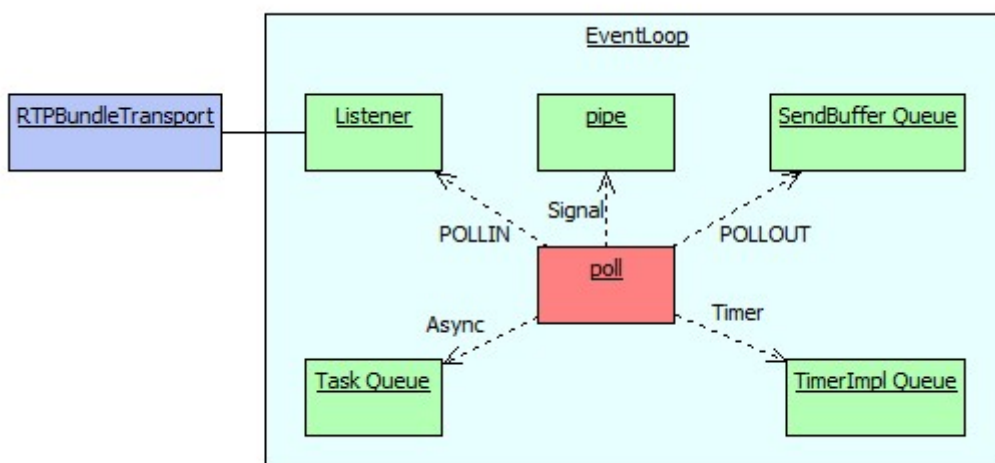 EventLoop
RTPBundleTransport
Listener
pipe
SendBuffer Queue
Signal
POLLIN
POLLOUT
poll
Async
Timer
Task Queue
TimerImpl Queue